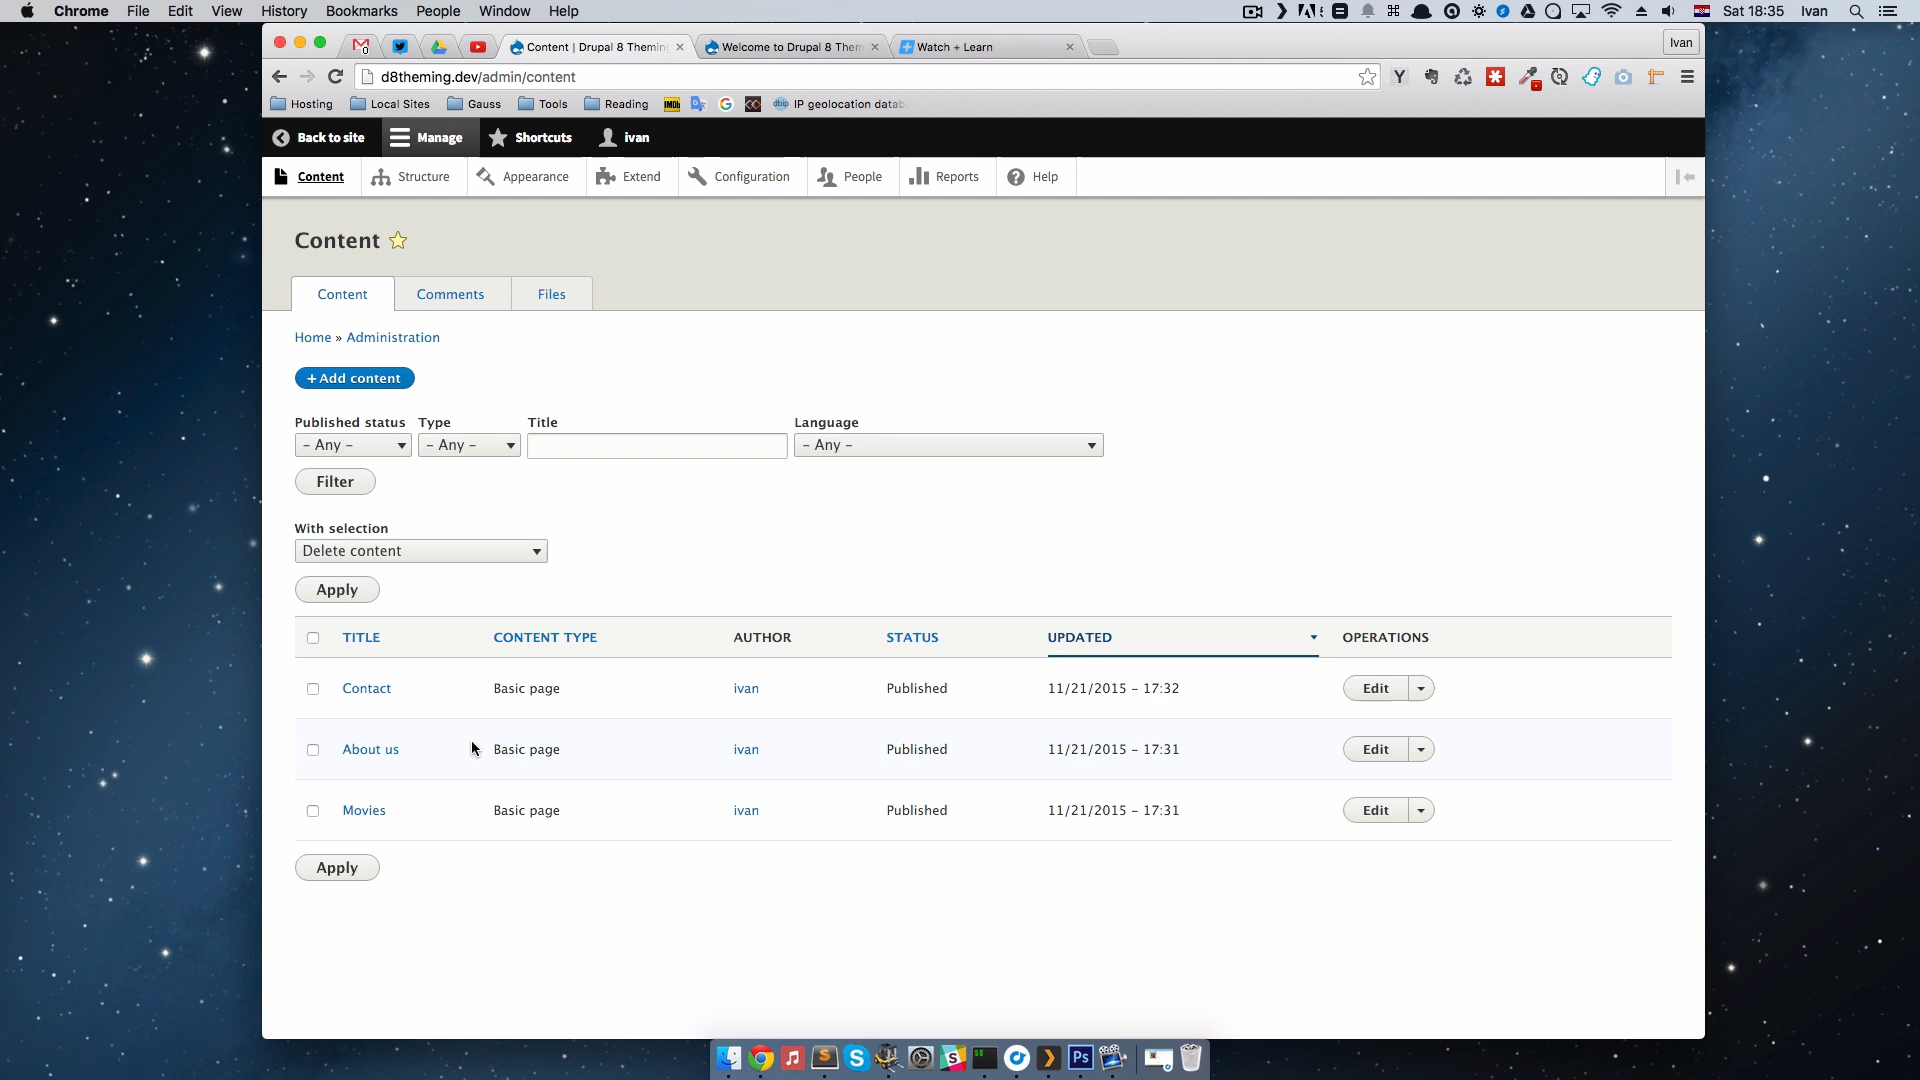 Chrome File Edit View History Bookmarks People Window Help Sat 18:35 Ivan
Content | Drupal 8 Theming Welcome to Drupal 8 Them Watch + Learn Ivan
d8theming.dev/admin/content
Hosting Local Sites Gauss Tools Reading IMDb dbip IP geolocation datab
Back to site Manage Shortcuts ivan
Content Structure Appearance Extend Configuration People Reports Help
Content
Content Comments Files
Home » Administration
+ Add content
Published status Type Title Language
- Any - - Any - - Any -
Filter
With selection
Delete content
Apply
TITLE CONTENT TYPE AUTHOR STATUS UPDATED OPERATIONS
Contact Basic page ivan Published 11/21/2015 - 17:32 Edit
About us Basic page ivan Published 11/21/2015 - 17:31 Edit
Movies Basic page ivan Published 11/21/2015 - 17:31 Edit
Apply
Ps